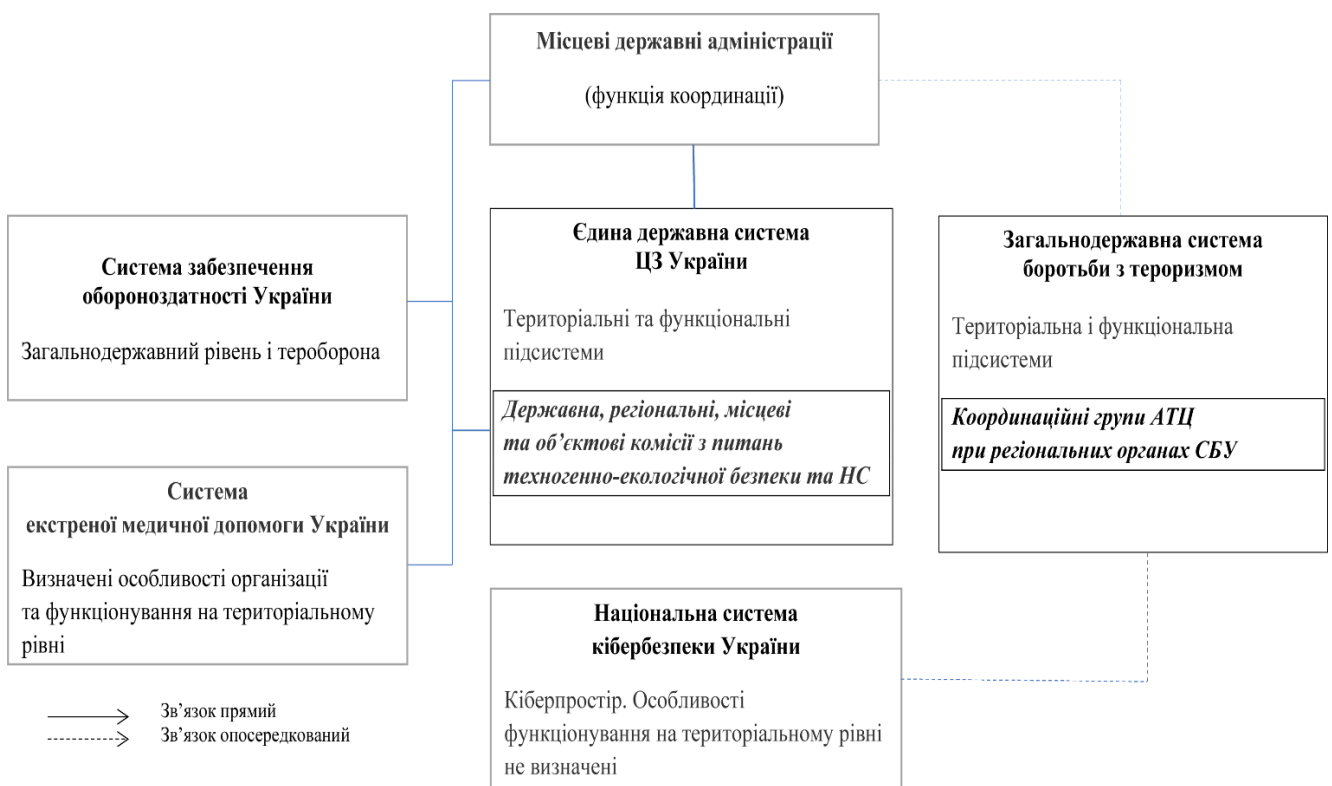 Місцеві державні адміністрації
(функція координації)
Система забезпечення
обороноздатності України
Загальнодержавний рівень і тероборона
Єдина державна система
ЦЗ України
Територіальні та функціональні
підсистеми
Державна, регіональні, місцеві
та об’єктові комісії з питань
техногенно-екологічної безпеки та НС
Загальнодержавна система
боротьби з тероризмом
Територіальна і функціональна
підсистеми
Координаційні групи АТЦ
при регіональних органах СБУ
Система
екстреної медичної допомоги України
Визначені особливості організації
та функціонування на територіальному
рівні
Національна система
кібербезпеки України
Кіберпростір. Особливості
функціонування на територіальному рівні
не визначені
Зв’язок прямий
Зв’язок опосередкований